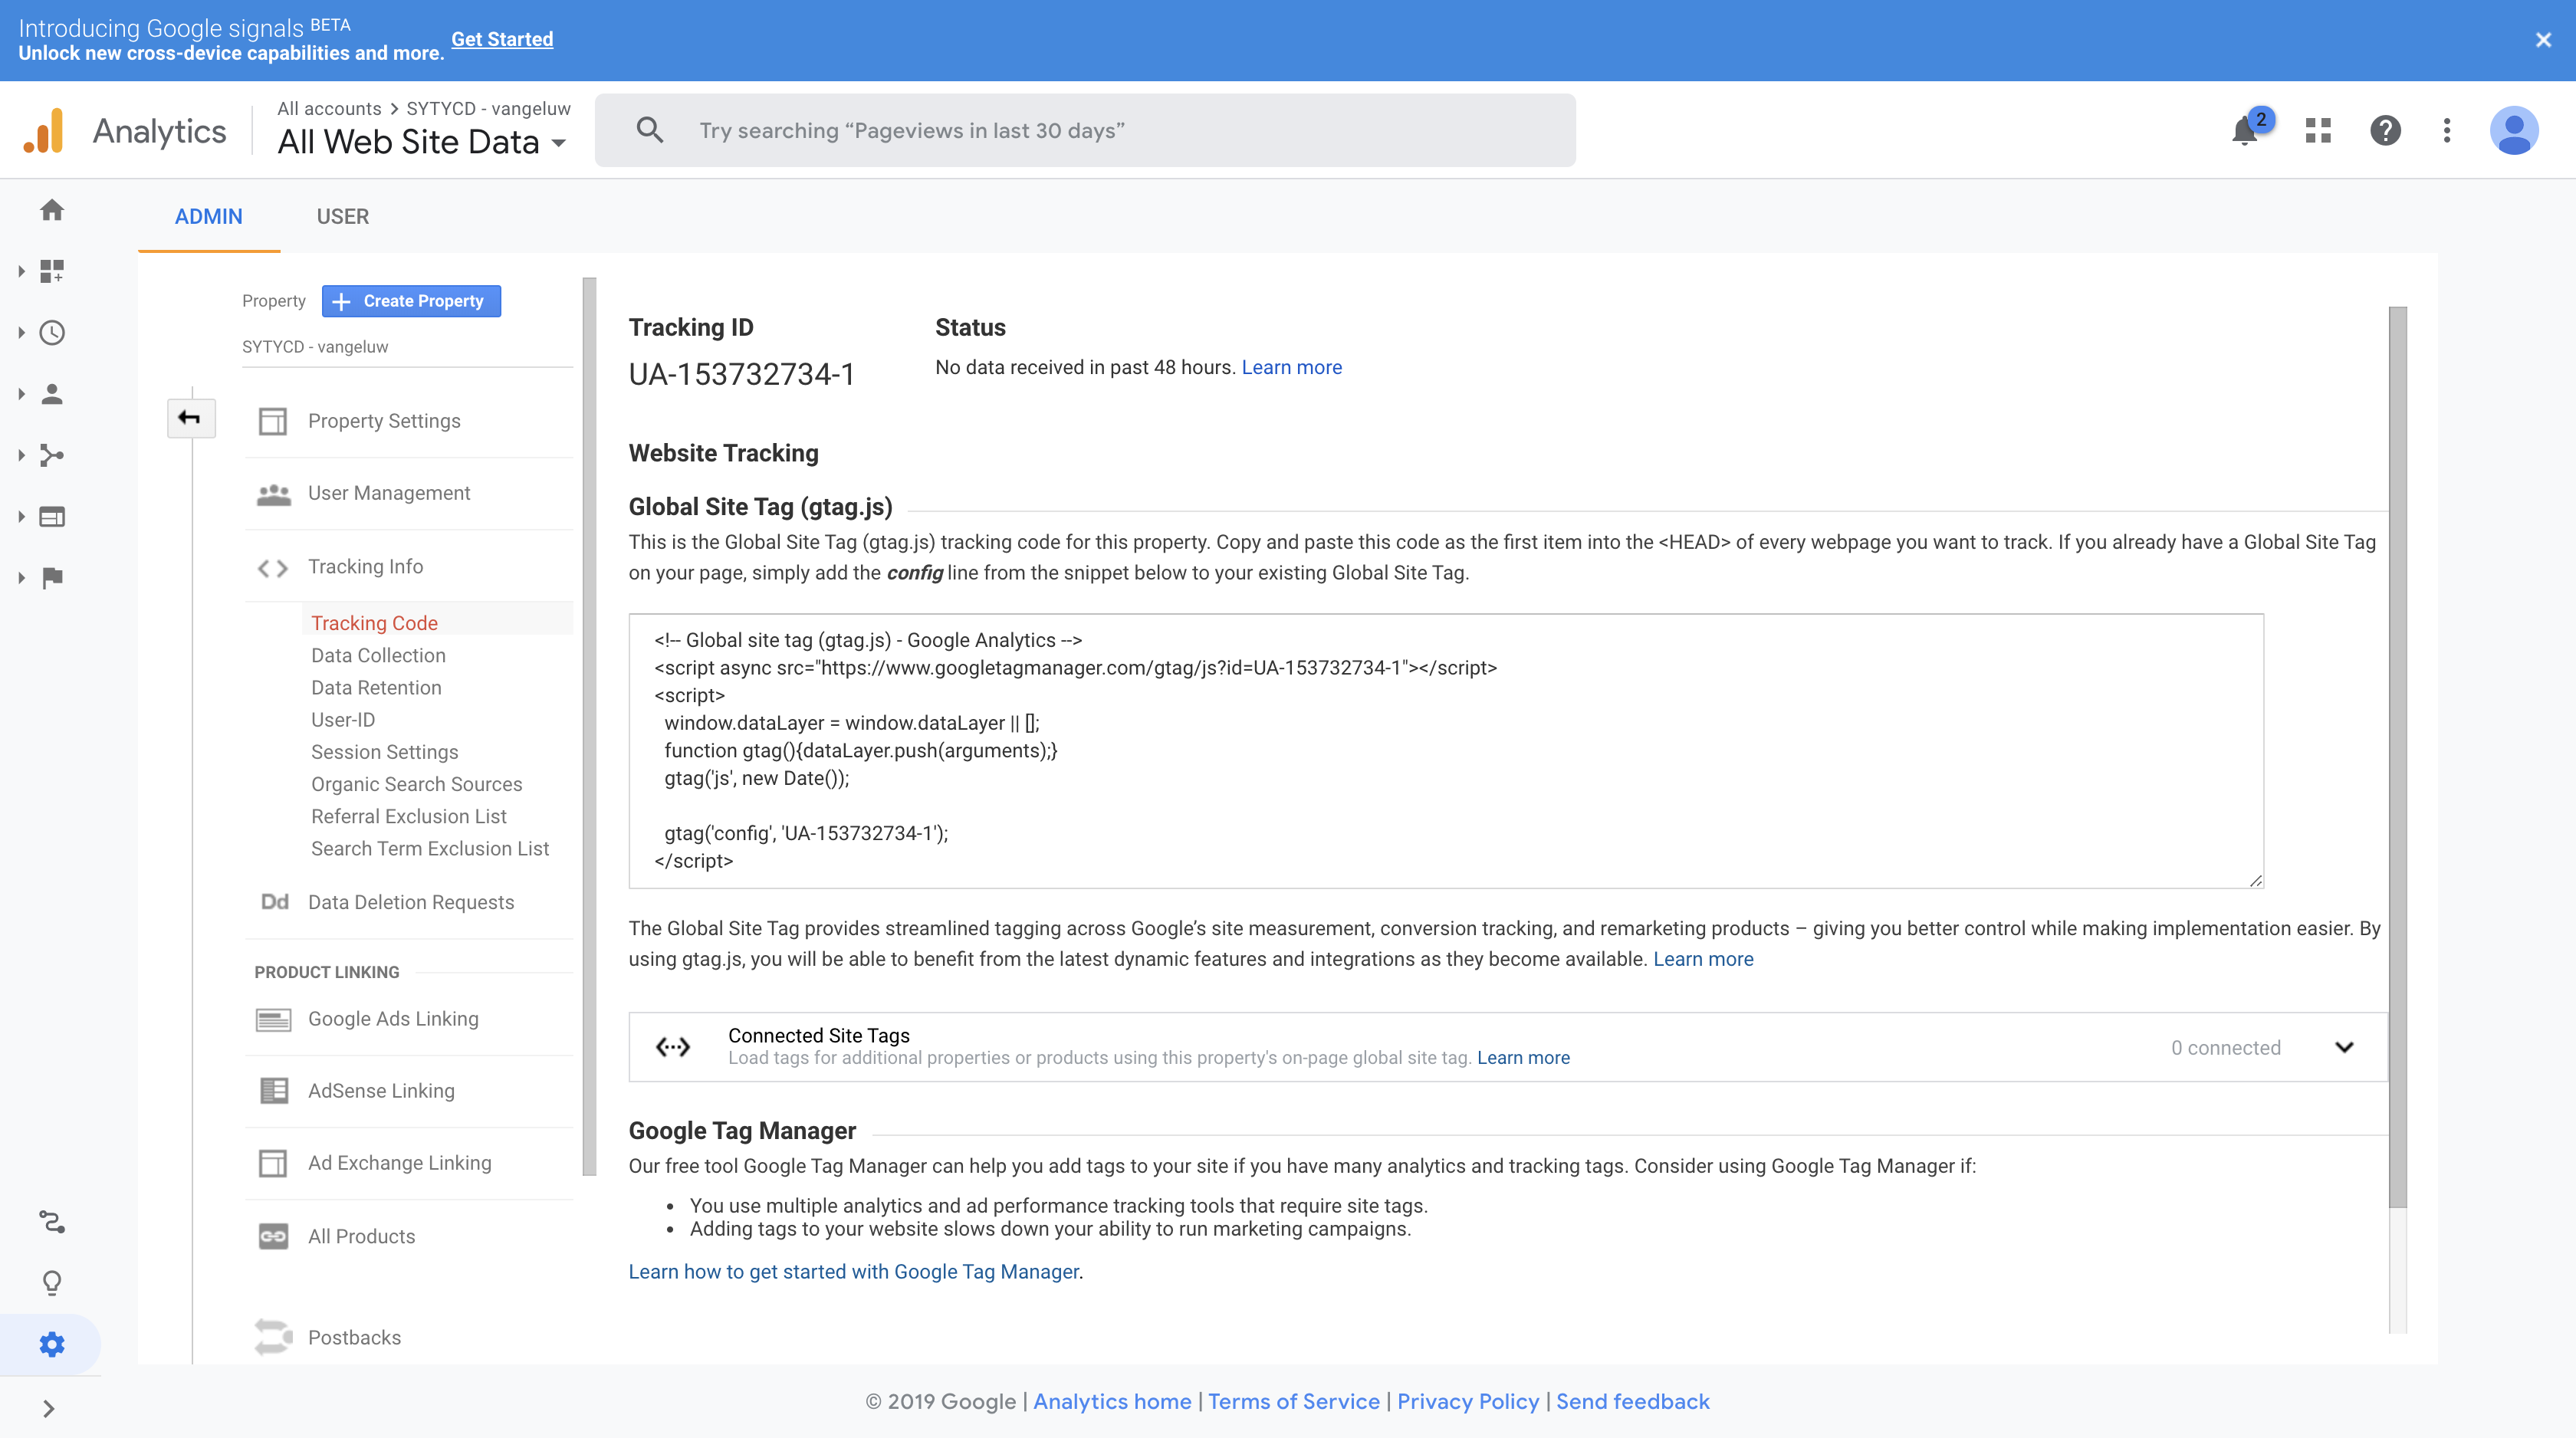 Introducing Google signals BETA
Unlock new cross-device capabilities and more. Get Started
Analytics
All accounts > SYTYCD - vangeluw
All Web Site Data
Try searching “Pageviews in last 30 days”
2
ADMIN
USER
Property
Create Property
SYTYCD - vangeluw
Property Settings
User Management
Tracking Info
Tracking Code
Data Collection
Data Retention
User-ID
Session Settings
Organic Search Sources
Referral Exclusion List
Search Term Exclusion List
Dd Data Deletion Requests
PRODUCT LINKING
Google Ads Linking
AdSense Linking
Ad Exchange Linking
All Products
Postbacks
Tracking ID
UA-153732734-1
Status
No data received in past 48 hours. Learn more
Website Tracking
Global Site Tag (gtag.js)
This is the Global Site Tag (gtag.js) tracking code for this property. Copy and paste this code as the first item into the <HEAD> of every webpage you want to track. If you already have a Global Site Tag
on your page, simply add the config line from the snippet below to your existing Global Site Tag.
<!-- Global site tag (gtag.js) - Google Analytics -->
<script async src="https://www.googletagmanager.com/gtag/js?id=UA-153732734-1"></script>
<script>
window.dataLayer = window.dataLayer || [];
function gtag(){dataLayer.push(arguments);}
gtag('js', new Date());
gtag('config', 'UA-153732734-1');
</script>
The Global Site Tag provides streamlined tagging across Google’s site measurement, conversion tracking, and remarketing products – giving you better control while making implementation easier. By
using gtag.js, you will be able to benefit from the latest dynamic features and integrations as they become available. Learn more
Connected Site Tags
Load tags for additional properties or products using this property's on-page global site tag. Learn more
0 connected
Google Tag Manager
Our free tool Google Tag Manager can help you add tags to your site if you have many analytics and tracking tags. Consider using Google Tag Manager if:
• You use multiple analytics and ad performance tracking tools that require site tags.
• Adding tags to your website slows down your ability to run marketing campaigns.
Learn how to get started with Google Tag Manager.
© 2019 Google | Analytics home | Terms of Service | Privacy Policy | Send feedback